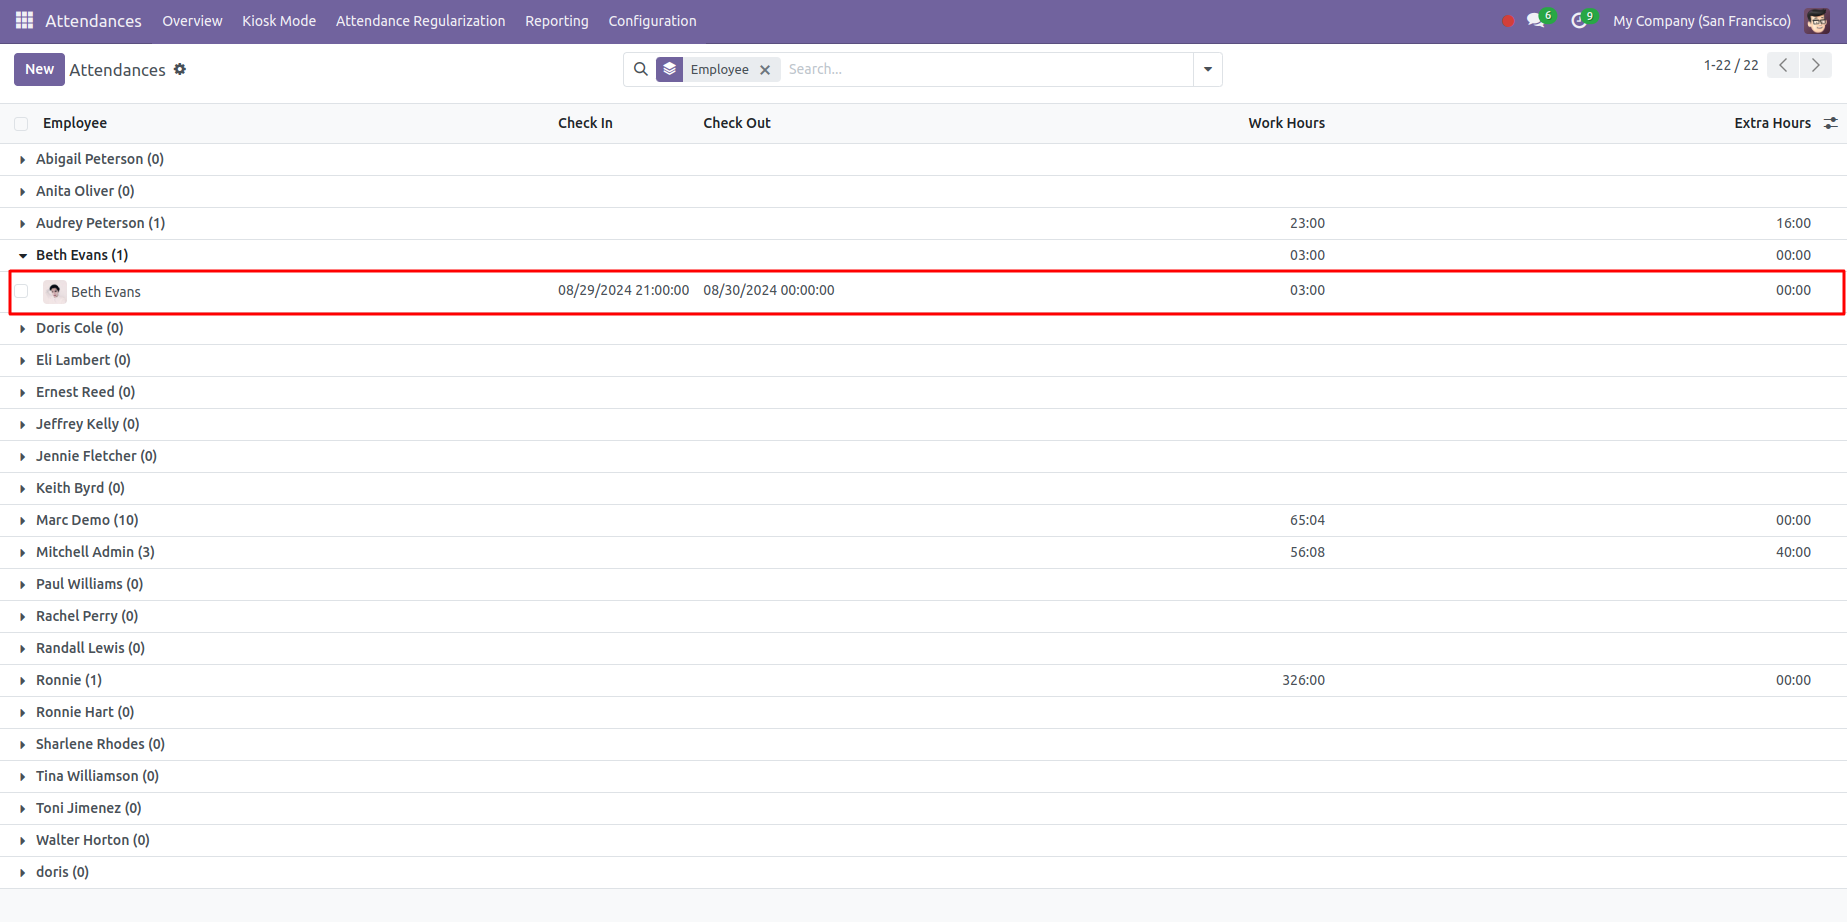 Attendances Overview Kiosk Mode Attendance Regularization Reporting Configuration 6 9 My Company (San Francisco)
New Attendances Employee Search... 1-22 / 22
Employee Check In Check Out Work Hours Extra Hours
Abigail Peterson (0)
Anita Oliver (0)
Audrey Peterson (1) 23:00 16:00
Beth Evans (1) 03:00 00:00
Beth Evans 08/29/2024 21:00:00 08/30/2024 00:00:00 03:00 00:00
Doris Cole (0)
Eli Lambert (0)
Ernest Reed (0)
Jeffrey Kelly (0)
Jennie Fletcher (0)
Keith Byrd (0)
Marc Demo (10) 65:04 00:00
Mitchell Admin (3) 56:08 40:00
Paul Williams (0)
Rachel Perry (0)
Randall Lewis (0)
Ronnie (1) 326:00 00:00
Ronnie Hart (0)
Sharlene Rhodes (0)
Tina Williamson (0)
Toni Jimenez (0)
Walter Horton (0)
doris (0)